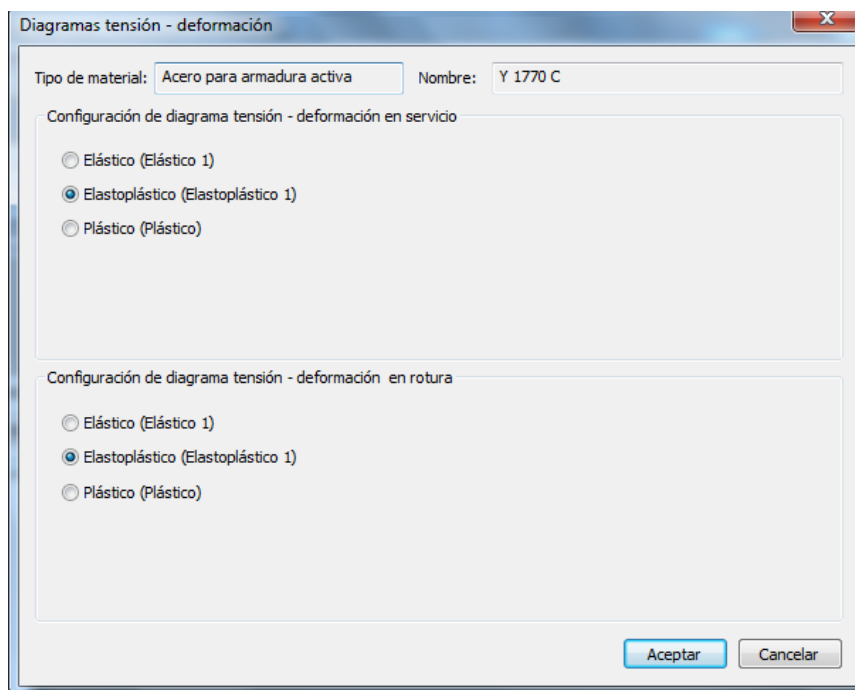 Diagramas tensión - deformación
Tipo de material: Acero para armadura activa Nombre: Y 1770 C
Configuración de diagrama tensión - deformación en servicio
Elástico (Elástico 1)
Elastoplástico (Elastoplástico 1)
Plástico (Plástico)
Configuración de diagrama tensión - deformación en rotura
Elástico (Elástico 1)
Elastoplástico (Elastoplástico 1)
Plástico (Plástico)
Aceptar Cancelar